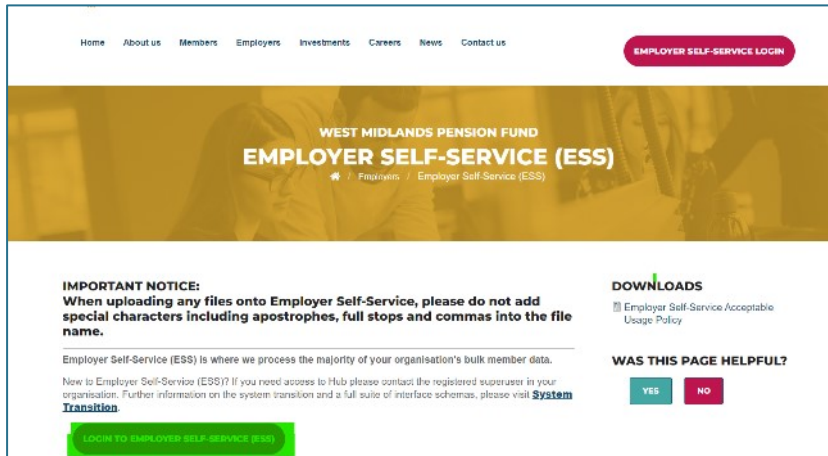 Home About us Members Employers Investments Careers News Contact us
EMPLOYER SELF-SERVICE LOGIN
WEST MIDLANDS PENSION FUND
EMPLOYER SELF-SERVICE (ESS)
/ Employers / Employer Self-Service (ESS)
IMPORTANT NOTICE:
When uploading any files onto Employer Self-Service, please do not add
special characters including apostrophes, full stops and commas into the file
name.
Employer Self-Service (ESS) is where we process the majority of your organisation's bulk member data.
New to Employer Self-Service (ESS)? If you need access to Hub please contact the registered superuser in your
organisation. Further information on the system transition and a full suite of interface schemas, please visit System
Transition.
LOGIN TO EMPLOYER SELF-SERVICE (ESS)
DOWNLOADS
Employer Self-Service Acceptable
Usage Policy
WAS THIS PAGE HELPFUL?
YES NO